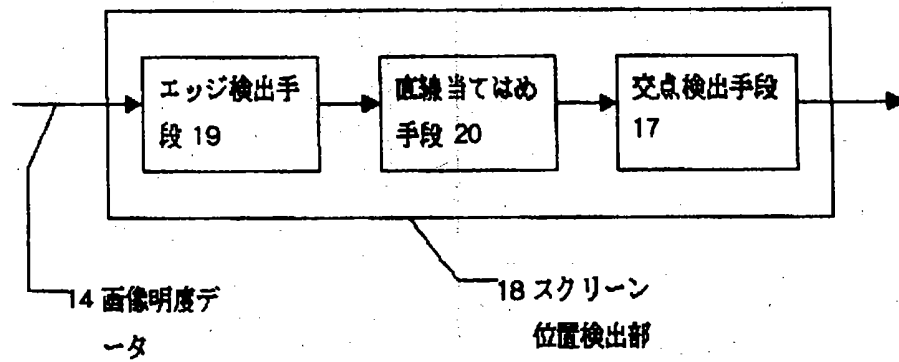 エッジ検出手
段 19
直線当てはめ
手段 20
交点検出手段
17
14 画像明度デ
ータ
18 スクリーン
位置検出部